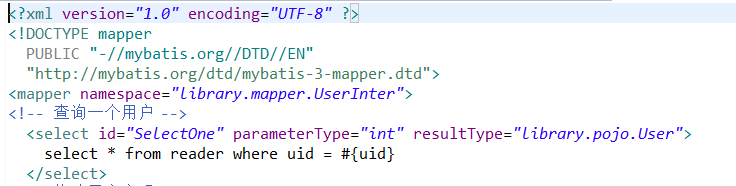 <?xml version="1.0" encoding="UTF-8" ?>
<!DOCTYPE mapper
PUBLIC "-//mybatis.org//DTD//EN"
"http://mybatis.org/dtd/mybatis-3-mapper.dtd">
<mapper namespace="library.mapper.UserInter">
<!-- 查询一个用户 -->
<select id="SelectOne" parameterType="int" resultType="library.pojo.User">
select * from reader where uid = #{uid}
</select>